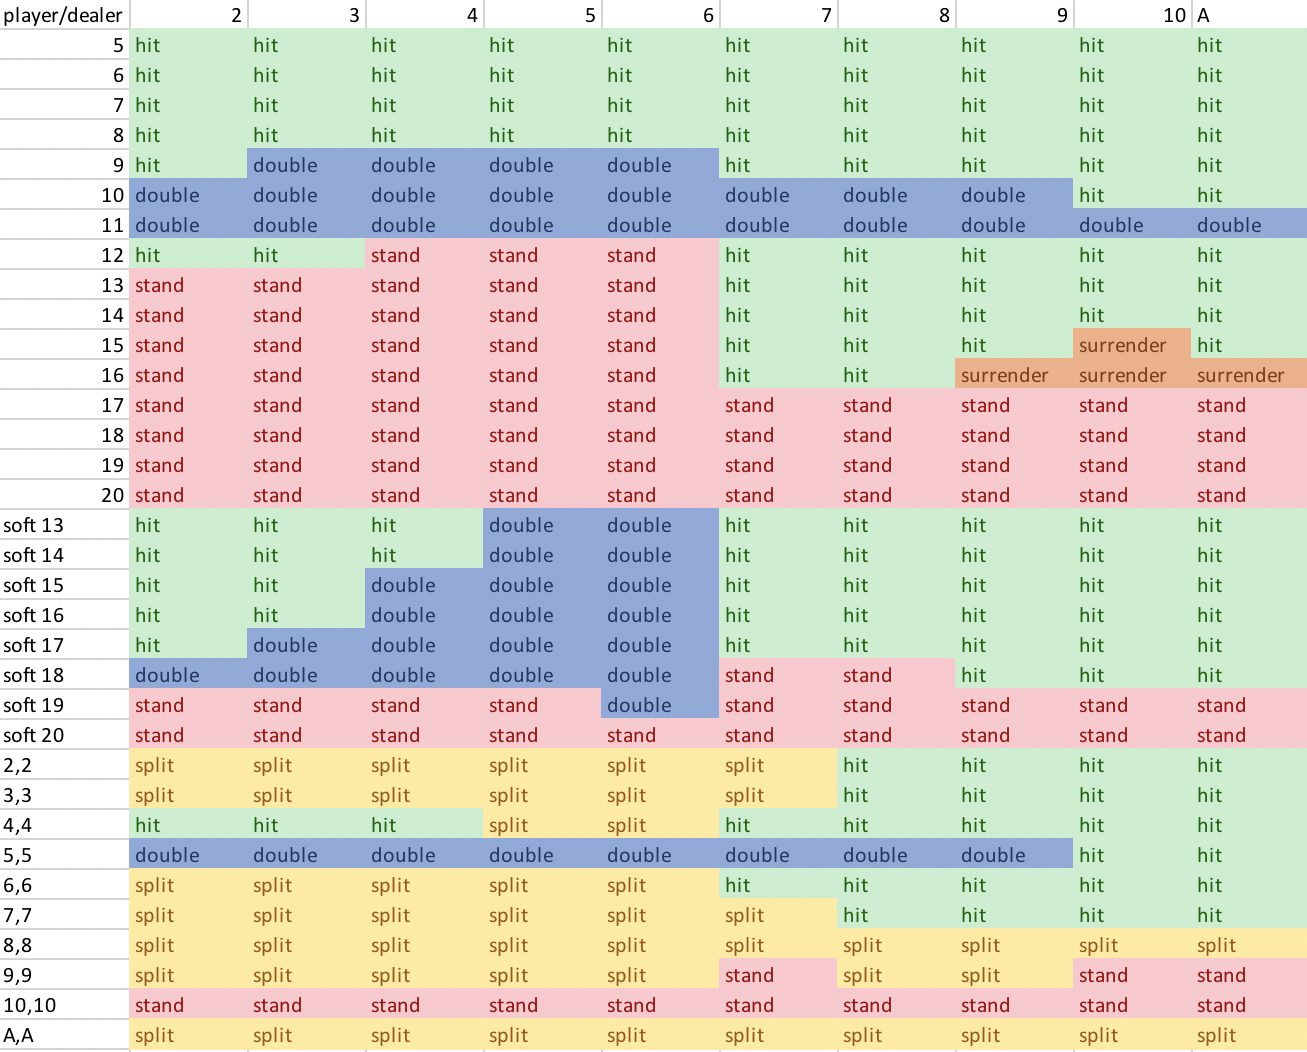 player/dealer 2 3 4 5 6 7 8 9 10 A
5 hit hit hit hit hit hit hit hit hit hit
6 hit hit hit hit hit hit hit hit hit hit
7 hit hit hit hit hit hit hit hit hit hit
8 hit hit hit hit hit hit hit hit hit hit
9 hit double double double double hit hit hit hit hit
10 double double double double double double double double hit hit
11 double double double double double double double double double double
12 hit hit stand stand stand hit hit hit hit hit
13 stand stand stand stand stand hit hit hit hit hit
14 stand stand stand stand stand hit hit hit hit hit
15 stand stand stand stand stand hit hit hit surrender hit
16 stand stand stand stand stand hit hit surrender surrender surrender
17 stand stand stand stand stand stand stand stand stand stand
18 stand stand stand stand stand stand stand stand stand stand
19 stand stand stand stand stand stand stand stand stand stand
20 stand stand stand stand stand stand stand stand stand stand
soft 13 hit hit hit double double hit hit hit hit hit
soft 14 hit hit hit double double hit hit hit hit hit
soft 15 hit hit double double double hit hit hit hit hit
soft 16 hit hit double double double hit hit hit hit hit
soft 17 hit double double double double hit hit hit hit hit
soft 18 double double double double double stand stand hit hit hit
soft 19 stand stand stand stand double stand stand stand stand stand
soft 20 stand stand stand stand stand stand stand stand stand stand
2,2 split split split split split split hit hit hit hit
3,3 split split split split split split hit hit hit hit
4,4 hit hit hit split split hit hit hit hit hit
5,5 double double double double double double double double hit hit
6,6 split split split split split hit hit hit hit hit
7,7 split split split split split split hit hit hit hit
8,8 split split split split split split split split split split
9,9 split split split split split stand split split stand stand
10,10 stand stand stand stand stand stand stand stand stand stand
A,A split split split split split split split split split split